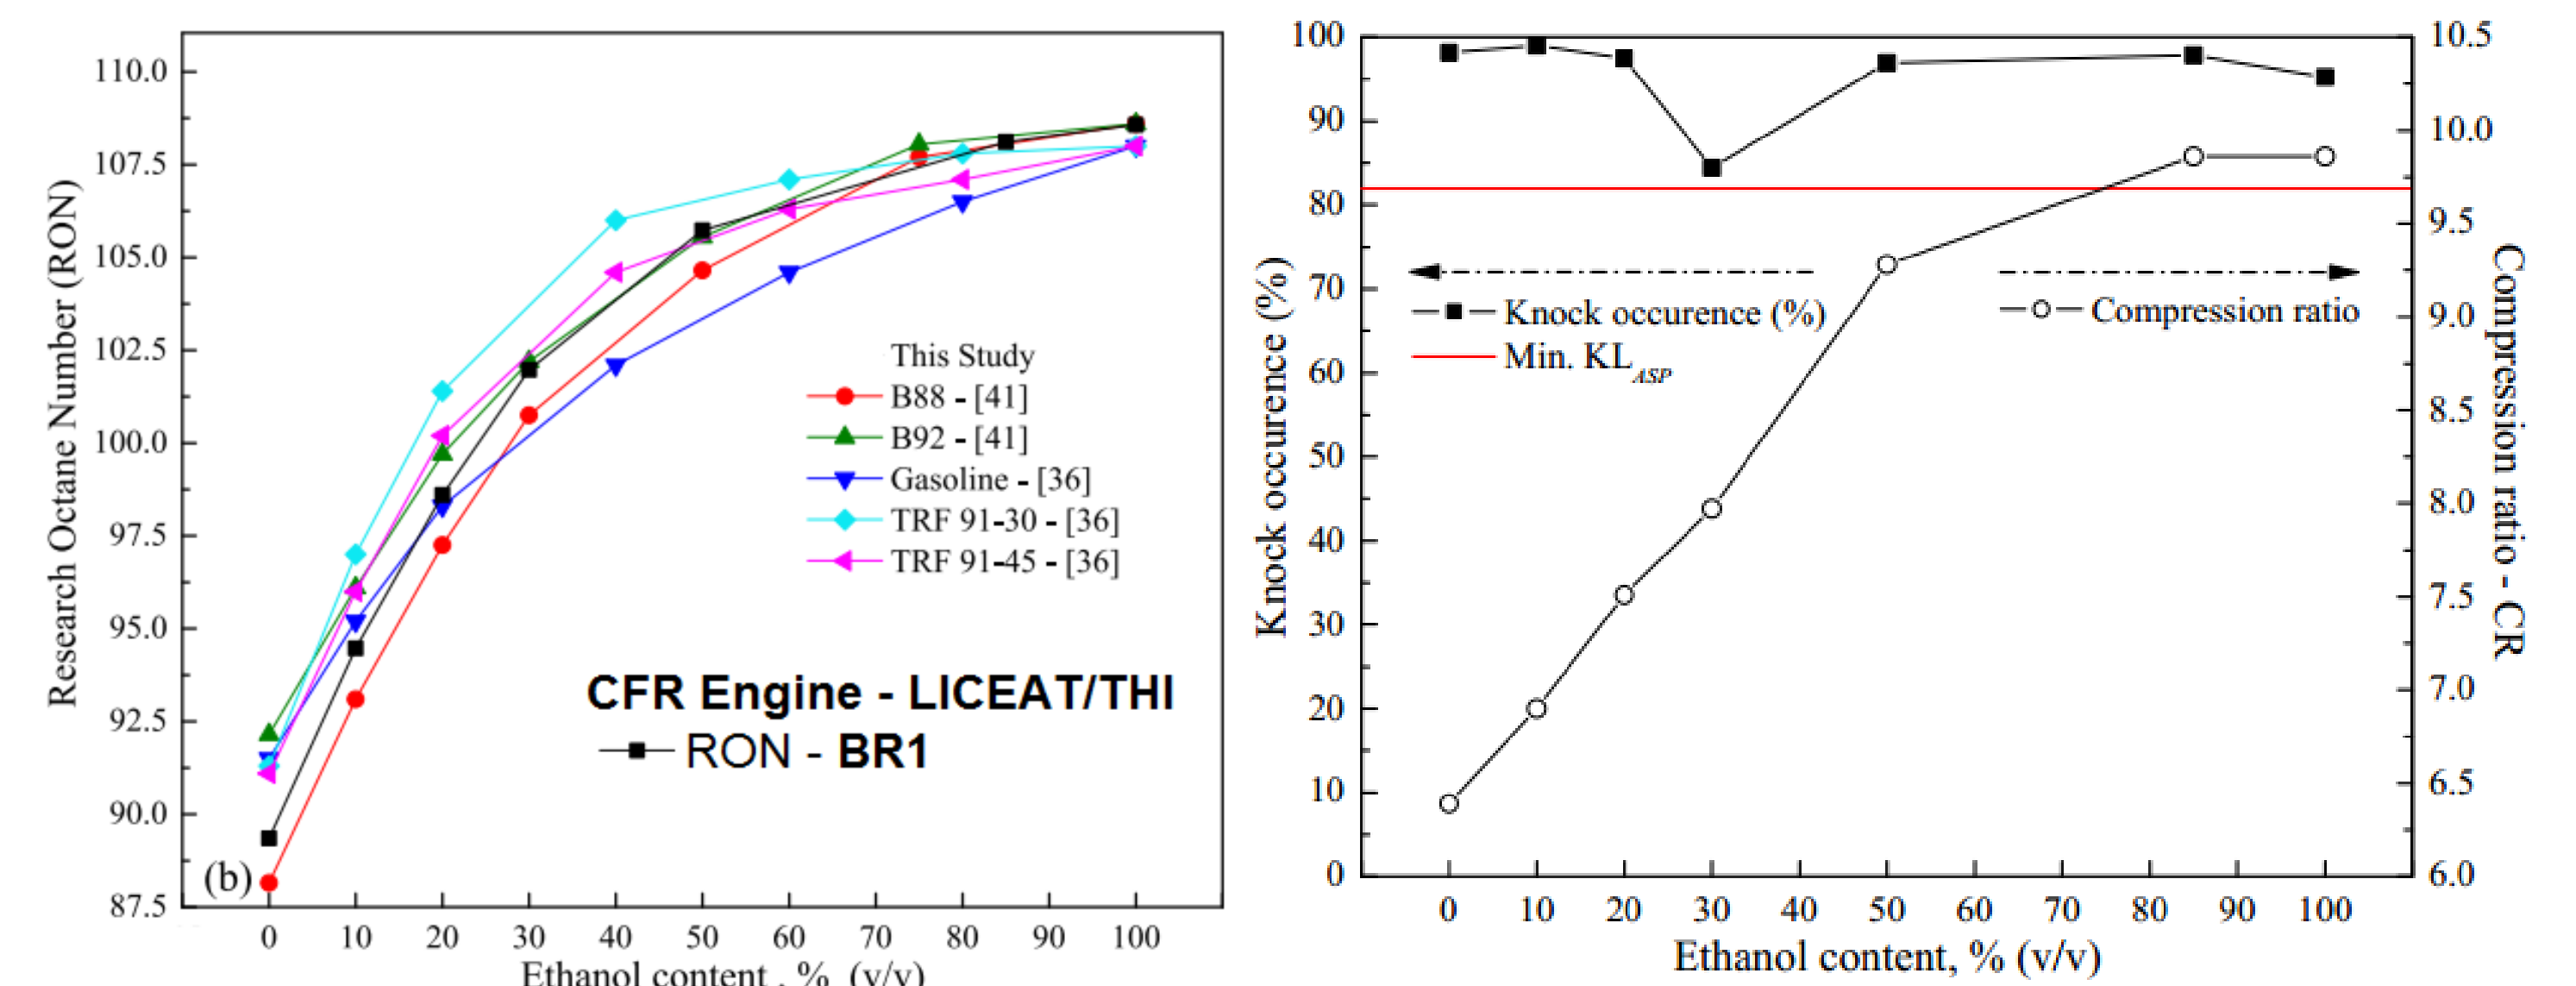 Research Octane Number (RON)
110.0
107.5
105.0
102.5
100.0
97.5
95.0
92.5
90.0
87.5
This Study
B88 - [41]
B92 - [41]
Gasoline - [36]
TRF 91-30 - [36]
TRF 91-45 - [36]
CFR Engine - LICEAT/THI
RON - BR1
(b)
0 10 20 30 40 50 60 70 80 90 100
Ethanol content , % (v/v)
Knock occurence (%)
100
90
80
70
60
50
40
30
20
10
0
Knock occurence (%)
Min. KLASP
Compression ratio
10.5
10.0
9.5
9.0
8.5
8.0
7.5
7.0
6.5
6.0
Compression ratio - CR
0 10 20 30 40 50 60 70 80 90 100
Ethanol content, % (v/v)